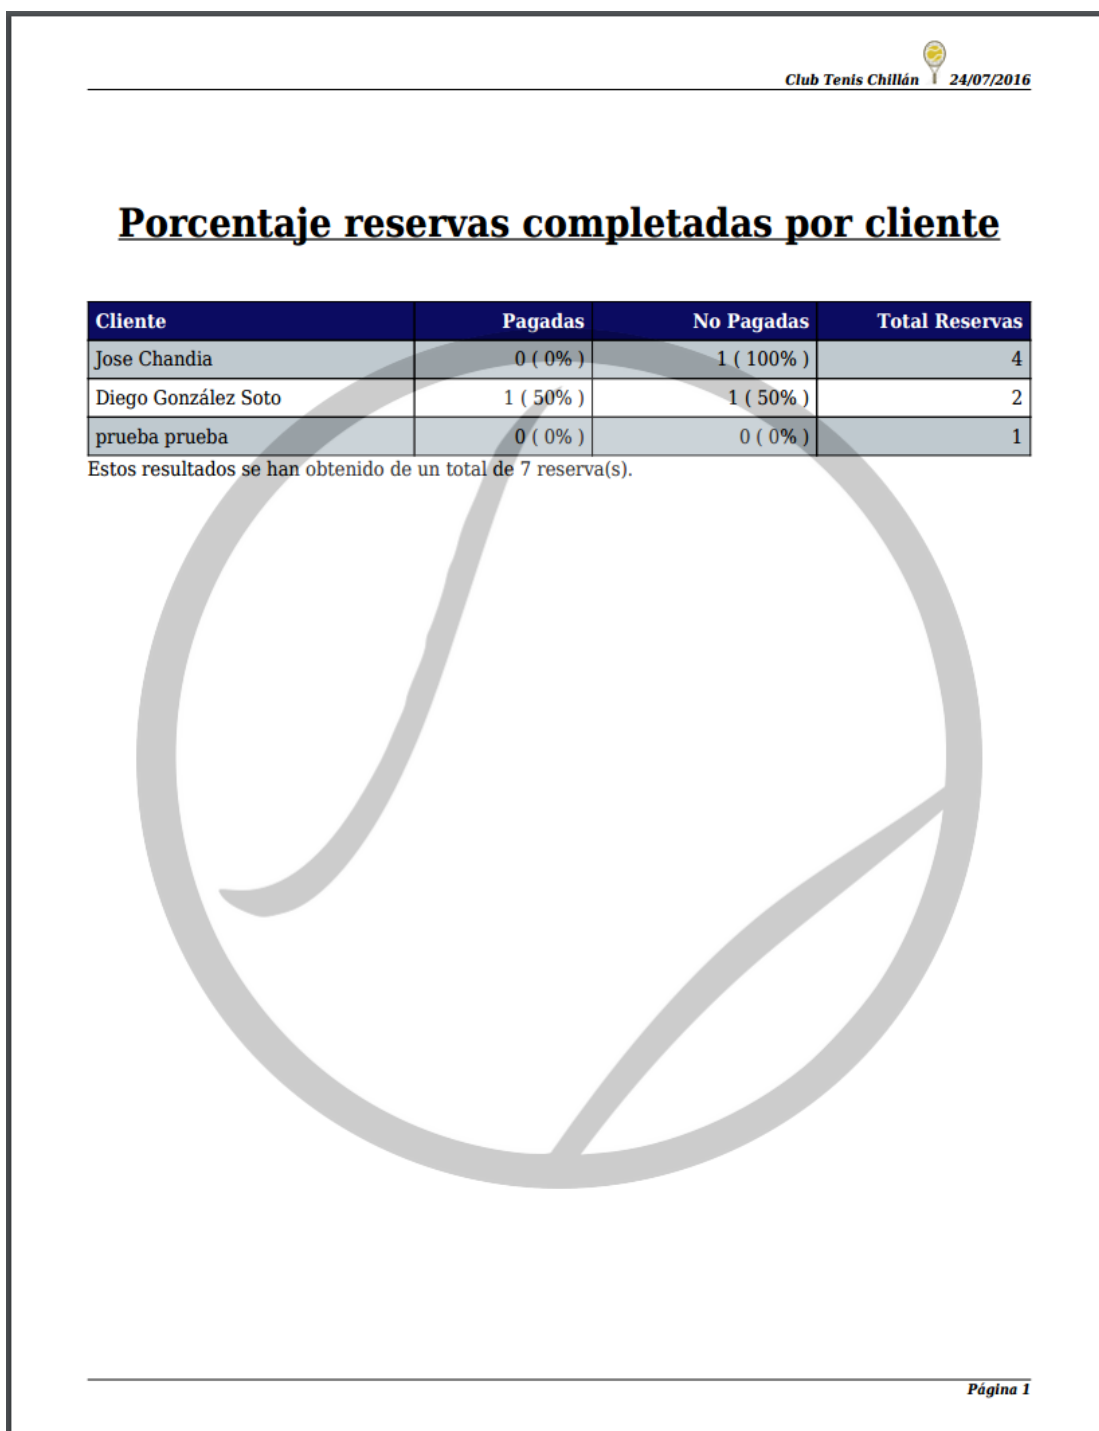 Club Tenis Chillán 24/07/2016
Porcentaje reservas completadas por cliente
Cliente Pagadas No Pagadas Total Reservas
Jose Chandia 0 ( 0% ) 1 ( 100% ) 4
Diego González Soto 1 ( 50% ) 1 ( 50% ) 2
prueba prueba 0 ( 0% ) 0 ( 0% ) 1
Estos resultados se han obtenido de un total de 7 reserva(s).
Página 1